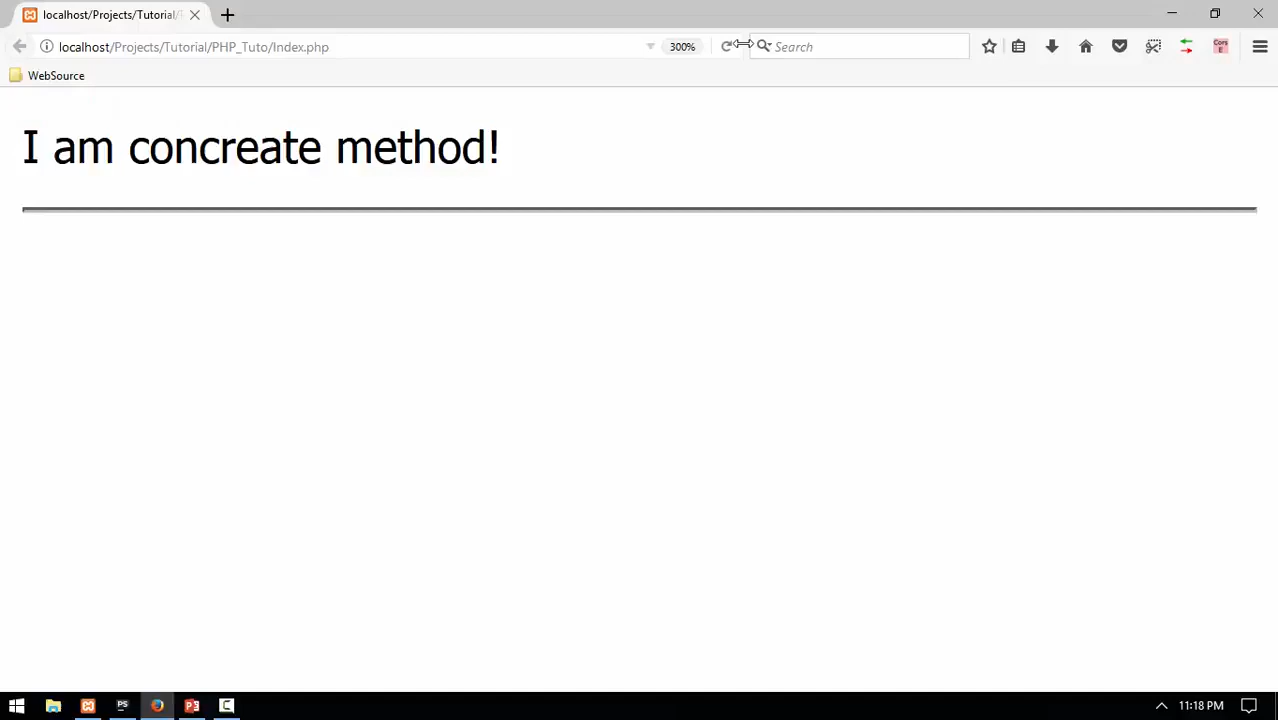 localhost/Projects/Tutorial/
localhost/Projects/Tutorial/PHP_Tuto/Index.php
300%
Search
WebSource
I am concreate method!
11:18 PM